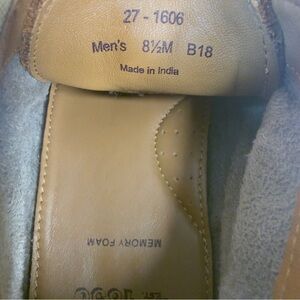 27 - 1606
Men's 8½M B18
Made in India
MEMORY FOAM